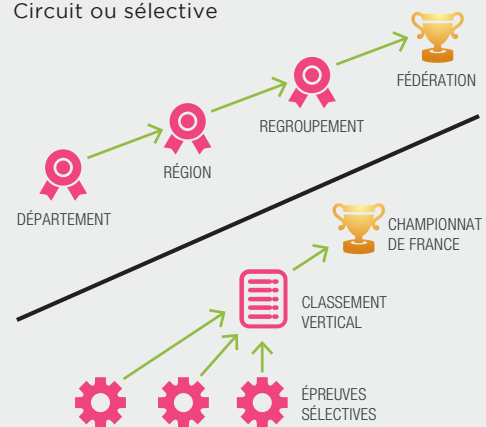 Circuit ou sélective
FÉDÉRATION
REGROUPEMENT
RÉGION
DÉPARTEMENT
CHAMPIONNAT
DE FRANCE
CLASSEMENT
VERTICAL
ÉPREUVES
SÉLECTIVES